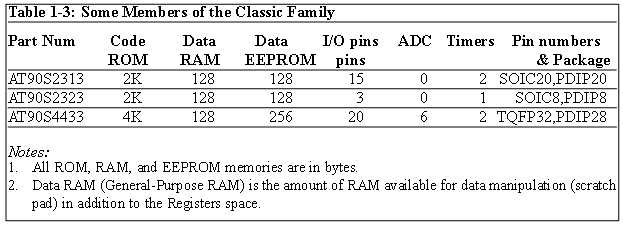 Table 1-3: Some Members of the Classic Family
Part Num Code Data Data I/O pins ADC Timers Pin numbers
ROM RAM EEPROM pins & Package
AT90S2313 2K 128 128 15 0 2 SOIC20,PDIP20
AT90S2323 2K 128 128 3 0 1 SOIC8,PDIP8
AT90S4433 4K 128 256 20 6 2 TQFP32,PDIP28
Notes:
1. All ROM, RAM, and EEPROM memories are in bytes.
2. Data RAM (General-Purpose RAM) is the amount of RAM available for data manipulation (scratch
pad) in addition to the Registers space.